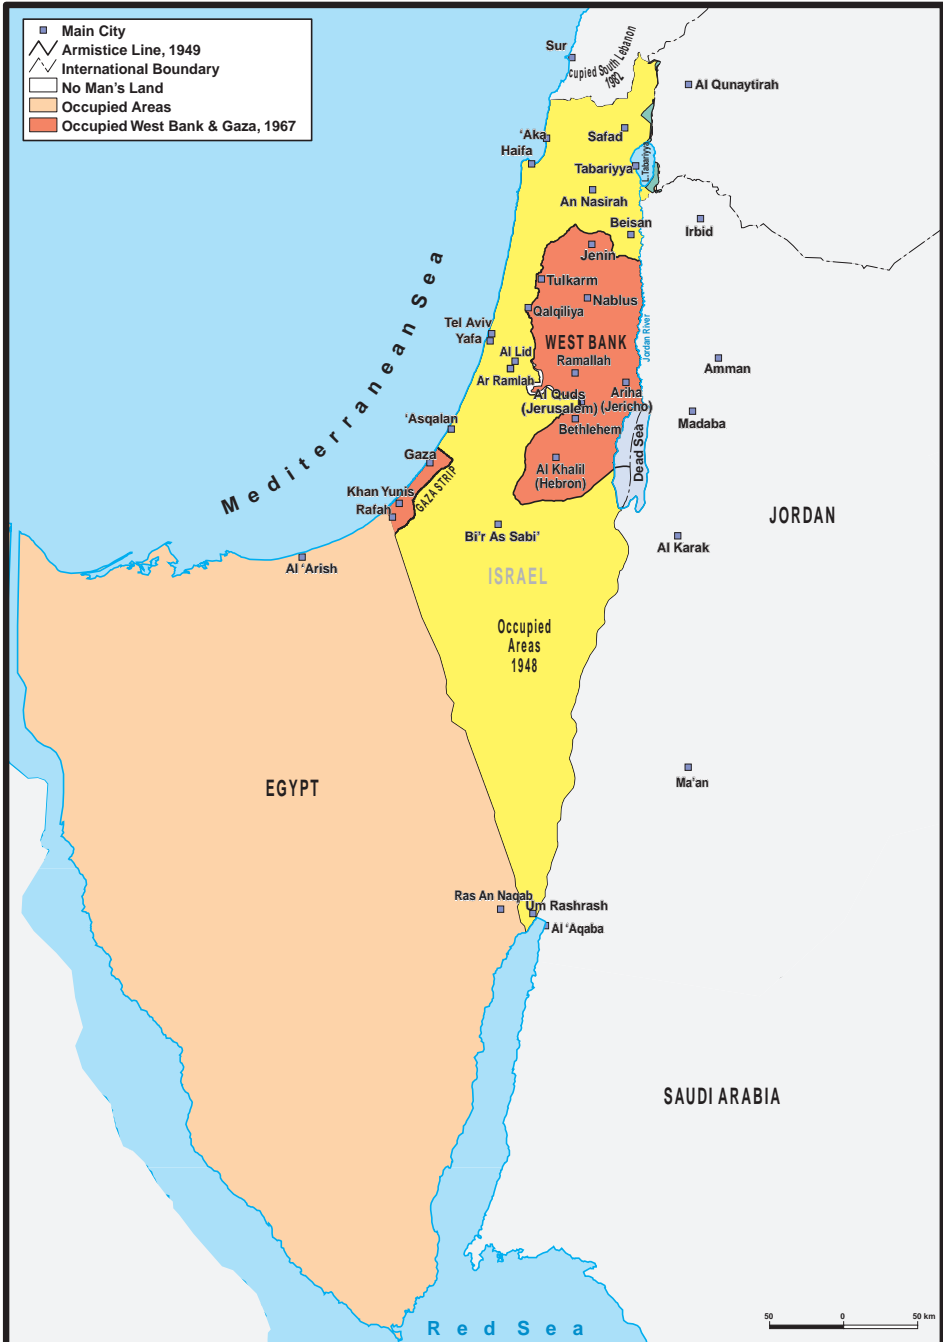 Main City
Armistice Line, 1949
International Boundary
No Man's Land
Occupied Areas
Occupied West Bank & Gaza, 1967
Sur
cupied South Lebanon
1982
Al Qunaytirah
'Aka
Haifa
Safad
Tabariyya
L. Tabariyya
An Nasirah
Beisan
Irbid
Jenin
Mediterranean Sea
Tulkarm
Nablus
Qalqiliya
Tel Aviv
Yafa
Jordan River
WEST BANK
Al Lid
Ramallah
Amman
Ar Ramlah
Al Quds
(Jerusalem)
Ariha
(Jericho)
Madaba
'Asqalan
Bethlehem
Dead Sea
Gaza
Al Khalil
(Hebron)
GAZA STRIP
Khan Yunis
Rafah
JORDAN
Bi'r As Sabi'
Al Karak
Al 'Arish
ISRAEL
Occupied
Areas
1948
EGYPT
Ma'an
Ras An Naqab
Um Rashrash
Al 'Aqaba
SAUDI ARABIA
Red Sea
50 0 50 km